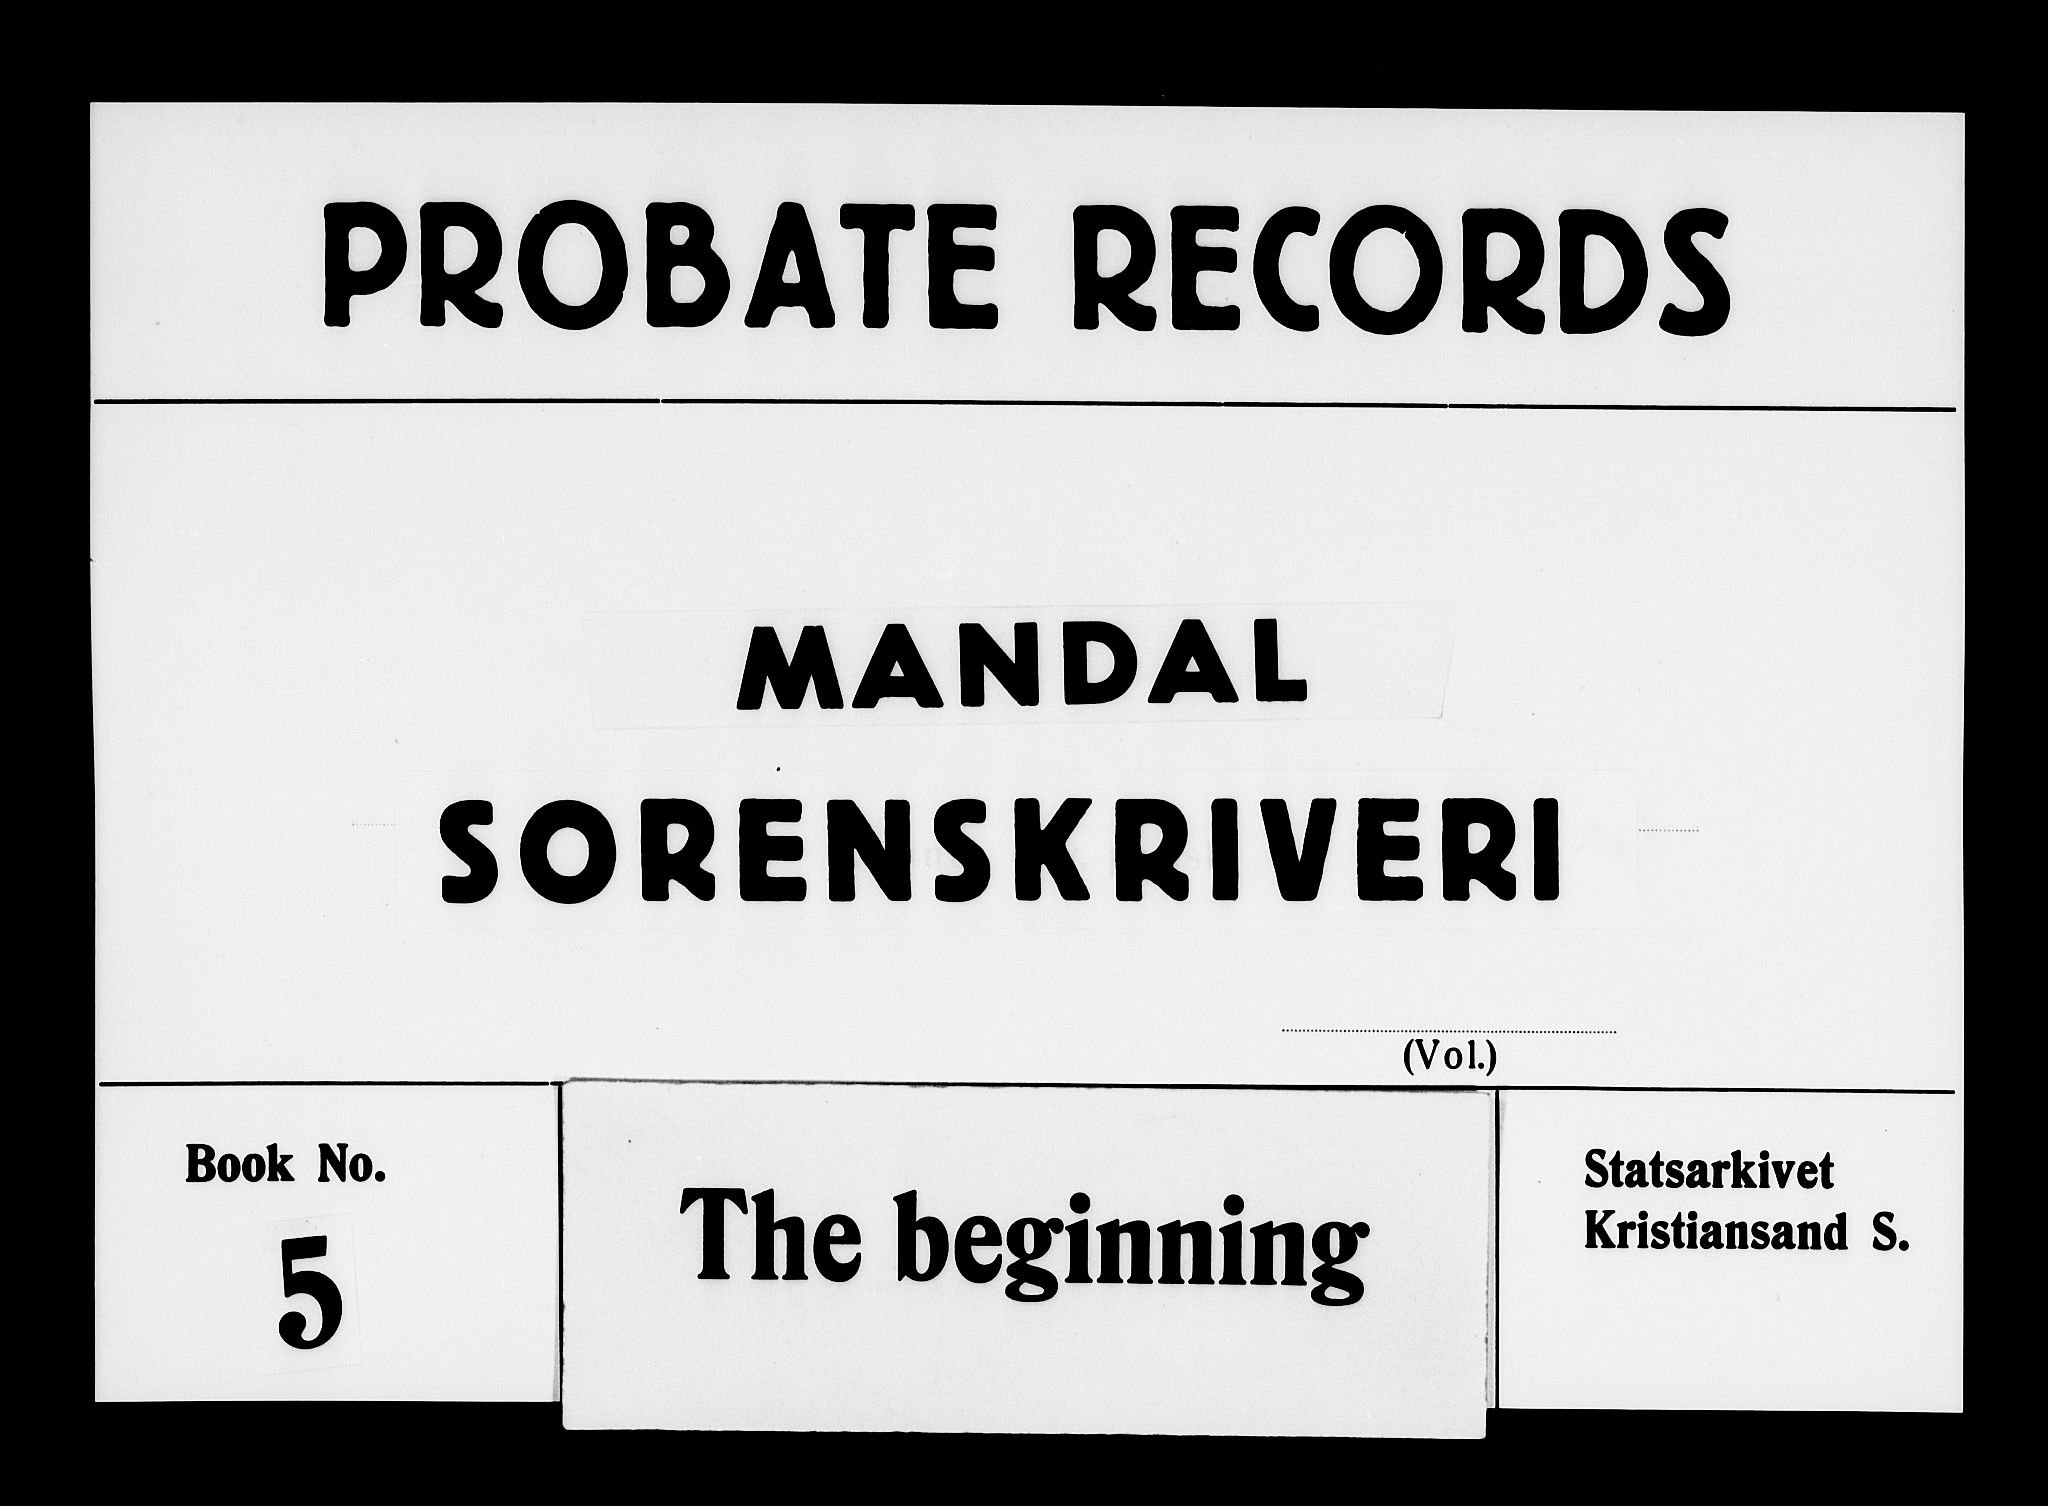 PROBATE RECORDS
MANDAL
SORENSKRIVERI
(Vol.)
Book No.
5
The beginning
Statsarkivet
Kristiansand S.